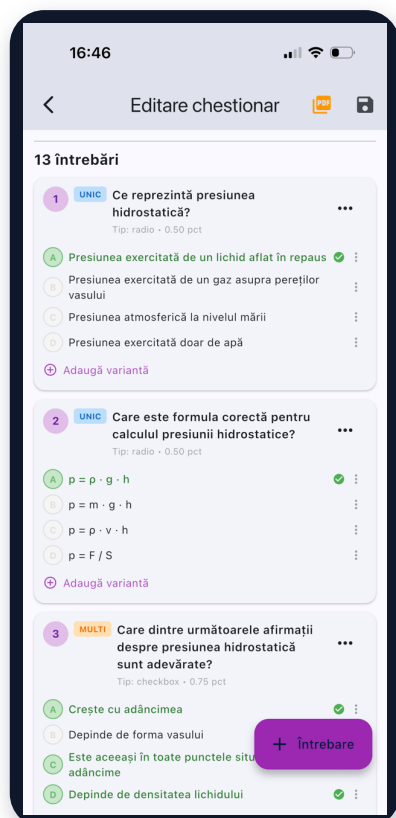 16:46
Editare chestionar
PDF
13 întrebări
1 UNIC Ce reprezintă presiunea
hidrostatică?
Tip: radio • 0.50 pct
A Presiunea exercitată de un lichid aflat în repaus
B Presiunea exercitată de un gaz asupra pereților
vasului
C Presiunea atmosferică la nivelul mării
D Presiunea exercitată doar de apă
Adaugă variantă
2 UNIC Care este formula corectă pentru
calculul presiunii hidrostatice?
Tip: radio • 0.50 pct
A p = ρ · g · h
B p = m · g · h
C p = ρ · v · h
D p = F / S
Adaugă variantă
3 MULTI Care dintre următoarele afirmații
despre presiunea hidrostatică
sunt adevărate?
Tip: checkbox • 0.75 pct
A Crește cu adâncimea
B Depinde de forma vasului
C Este aceeași în toate punctele
adâncime
+ Întrebare
D Depinde de densitatea lichidului